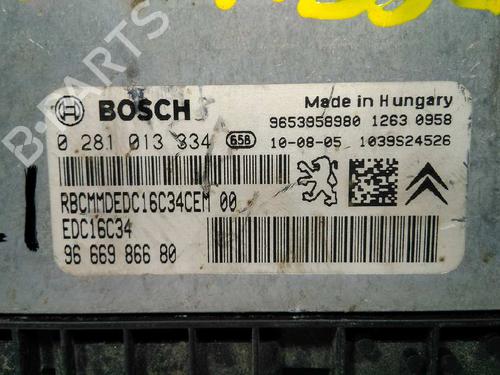 BOSCH
Made in Hungary
9653958980 1263 0958
0 281 013 334 658 10-08-05 1039S24526
RBCMMDEDC16C34CEM 00
EDC16C34
96 669 866 80
B-PARTS